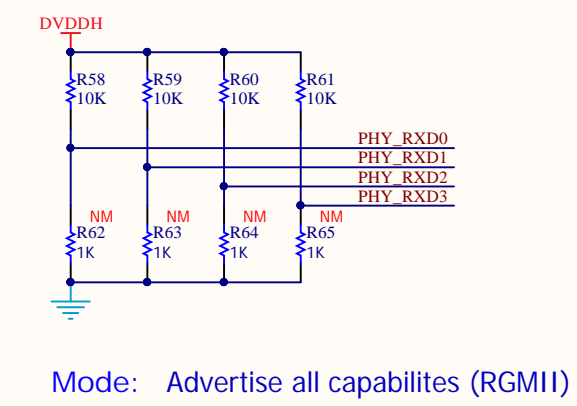 DVDDH
R58 R59 R60 R61
10K 10K 10K 10K
PHY_RXD0
PHY_RXD1
PHY_RXD2
PHY_RXD3
NM NM NM NM
R62 R63 R64 R65
1K 1K 1K 1K
Mode: Advertise all capabilites (RGMII)